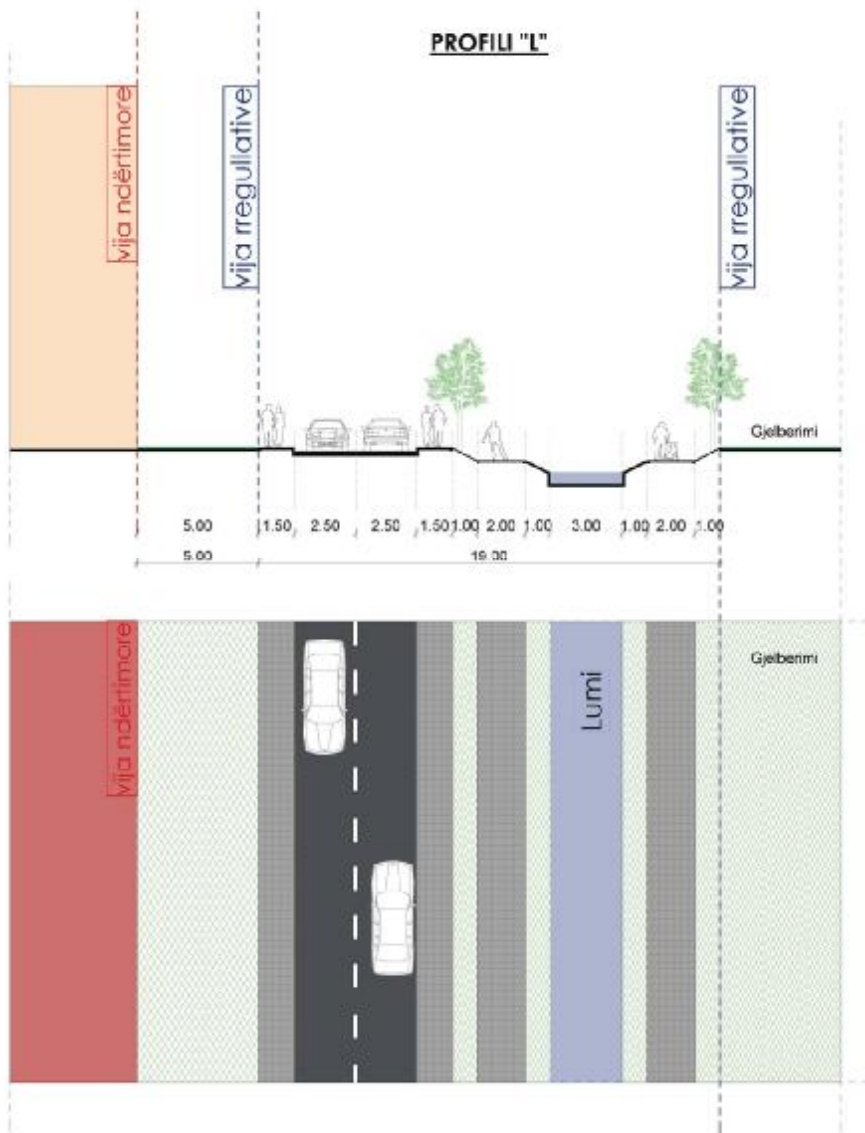 PROFILI "L"
vija ndërtimore
vija rregullative
vija rregullative
Gjelberimi
5.00 1.50 2.50 2.50 1.50 1.00 2.00 1.00 3.00 1.00 2.00 1.00
5.00 19.00
vija ndërtimore
Lumi
Gjelberimi